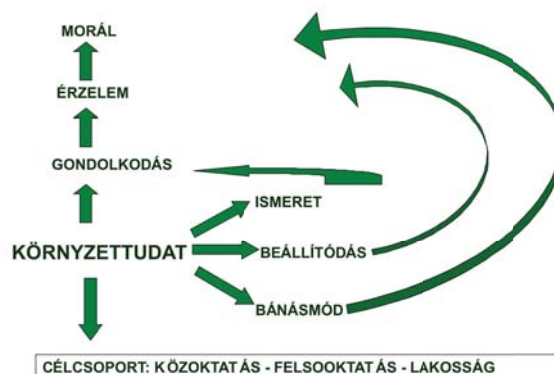 MORÁL
ÉRZELEM
GONDOLKODÁS
ISMERET
KÖRNYZETTUDAT
BEÁLLÍTÓDÁS
BÁNÁSMÓD
CÉLCSOPORT: KÖZOKTATÁS - FELSOOKTATÁS - LAKOSSÁG